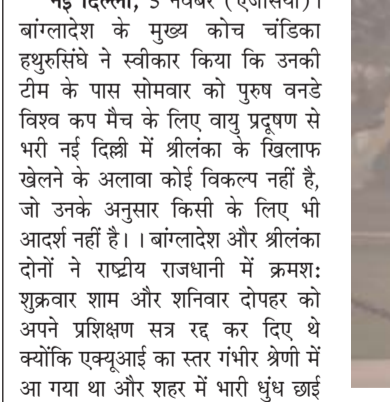 नई दिल्ली, 5 नवंबर (एजेंसियां)।
बांग्लादेश के मुख्य कोच चंडिका
हथुरुसिंघे ने स्वीकार किया कि उनकी
टीम के पास सोमवार को पुरुष वनडे
विश्व कप मैच के लिए वायु प्रदूषण से
भरी नई दिल्ली में श्रीलंका के खिलाफ
खेलने के अलावा कोई विकल्प नहीं है,
जो उनके अनुसार किसी के लिए भी
आदर्श नहीं है। । बांग्लादेश और श्रीलंका
दोनों ने राष्ट्रीय राजधानी में क्रमश:
शुक्रवार शाम और शनिवार दोपहर को
अपने प्रशिक्षण सत्र रद्द कर दिए थे
क्योंकि एक्यूआई का स्तर गंभीर श्रेणी में
आ गया था और शहर में भारी धुंध छाई